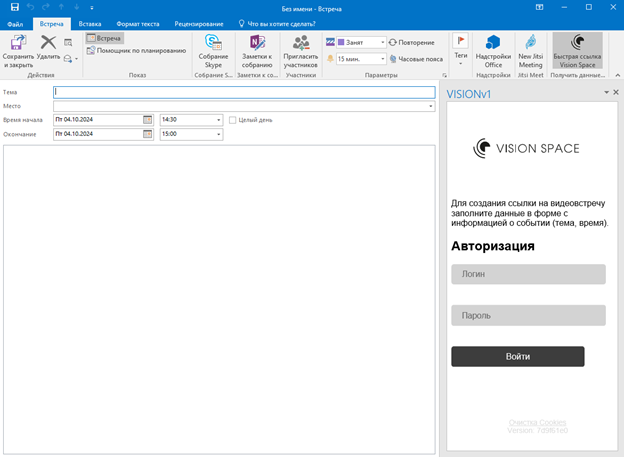 Без имени - Встреча
Файл Встреча Вставка Формат текста Рецензирование Что вы хотите сделать?
Сохранить и закрыть
Удалить
Действия
Встреча
Помощник по планированию
Показ
Собрание Skype
Собрание S...
Заметки к собранию
Заметки к со...
Пригласить участников
Участники
Занят
Повторение
15 мин.
Часовые пояса
Параметры
Теги
Надстройки Office
Надстройки
New Jitsi Meeting
Jitsi Meet
Быстрая ссылка Vision Space
Получить данные...
Тема
Место
Время начала Пт 04.10.2024 14:30 Целый день
Окончание Пт 04.10.2024 15:00
VISIONv1
VISION SPACE
Для создания ссылки на видеовстречу
заполните данные в форме с
информацией о событии (тема, время).
Авторизация
Логин
Пароль
Войти
Очистка Cookies